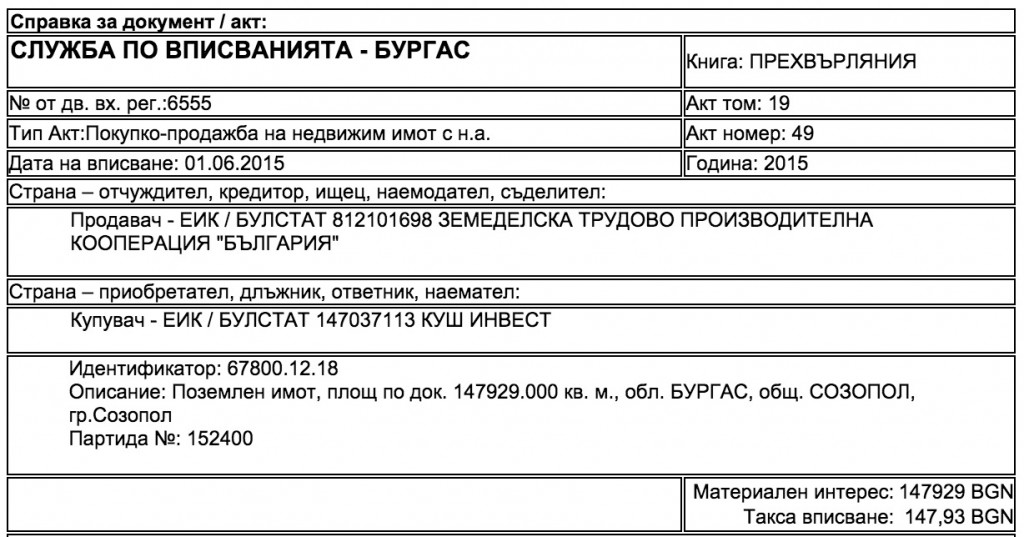 Справка за документ / акт:
СЛУЖБА ПО ВПИСВАНИЯТА - БУРГАС
Книга: ПРЕХВЪРЛЯНИЯ
№ от дв. вх. рег.:6555
Акт том: 19
Тип Акт:Покупко-продажба на недвижим имот с н.а.
Акт номер: 49
Дата на вписване: 01.06.2015
Година: 2015
Страна – отчуждител, кредитор, ищец, наемодател, съделител:
Продавач - ЕИК / БУЛСТАТ 812101698 ЗЕМЕДЕЛСКА ТРУДОВО ПРОИЗВОДИТЕЛНА
КООПЕРАЦИЯ "БЪЛГАРИЯ"
Страна – приобретател, длъжник, ответник, наемател:
Купувач - ЕИК / БУЛСТАТ 147037113 КУШ ИНВЕСТ
Идентификатор: 67800.12.18
Описание: Поземлен имот, площ по док. 147929.000 кв. м., обл. БУРГАС, общ. СОЗОПОЛ,
гр.Созопол
Партида №: 152400
Материален интерес: 147929 BGN
Такса вписване: 147,93 BGN